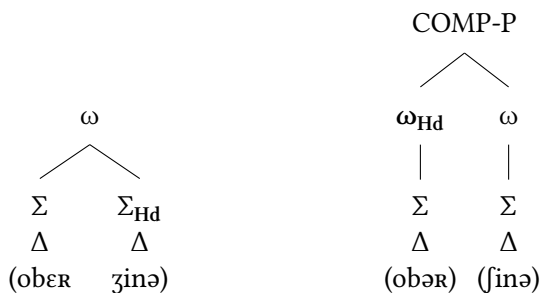 COMP-P
ω ω_Hd ω
Σ Σ_Hd Σ Σ
Δ Δ Δ Δ
(obɛʀ ʒinə) (obəʀ) (ʃinə)